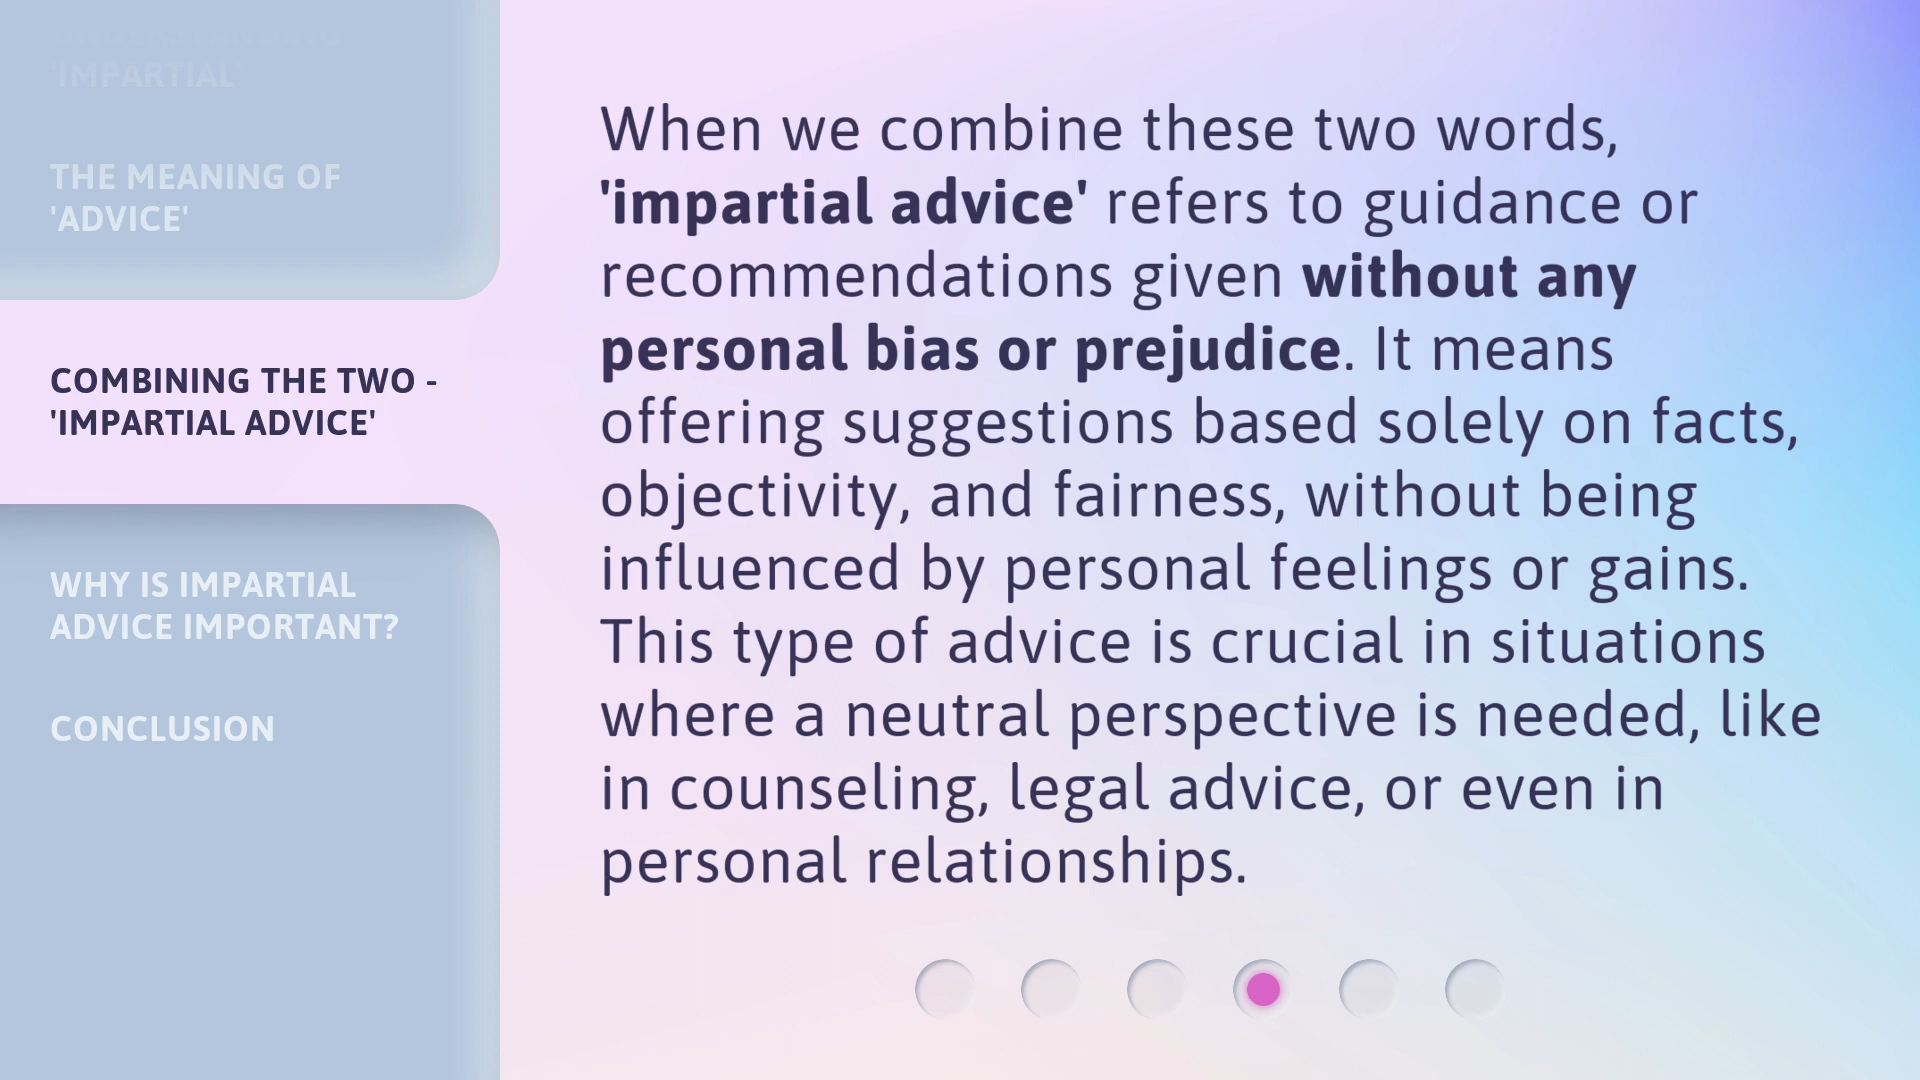 UNDERSTANDING
'IMPARTIAL'
THE MEANING OF
'ADVICE'
COMBINING THE TWO -
'IMPARTIAL ADVICE'
WHY IS IMPARTIAL
ADVICE IMPORTANT?
CONCLUSION
When we combine these two words,
'impartial advice' refers to guidance or
recommendations given without any
personal bias or prejudice. It means
offering suggestions based solely on facts,
objectivity, and fairness, without being
influenced by personal feelings or gains.
This type of advice is crucial in situations
where a neutral perspective is needed, like
in counseling, legal advice, or even in
personal relationships.